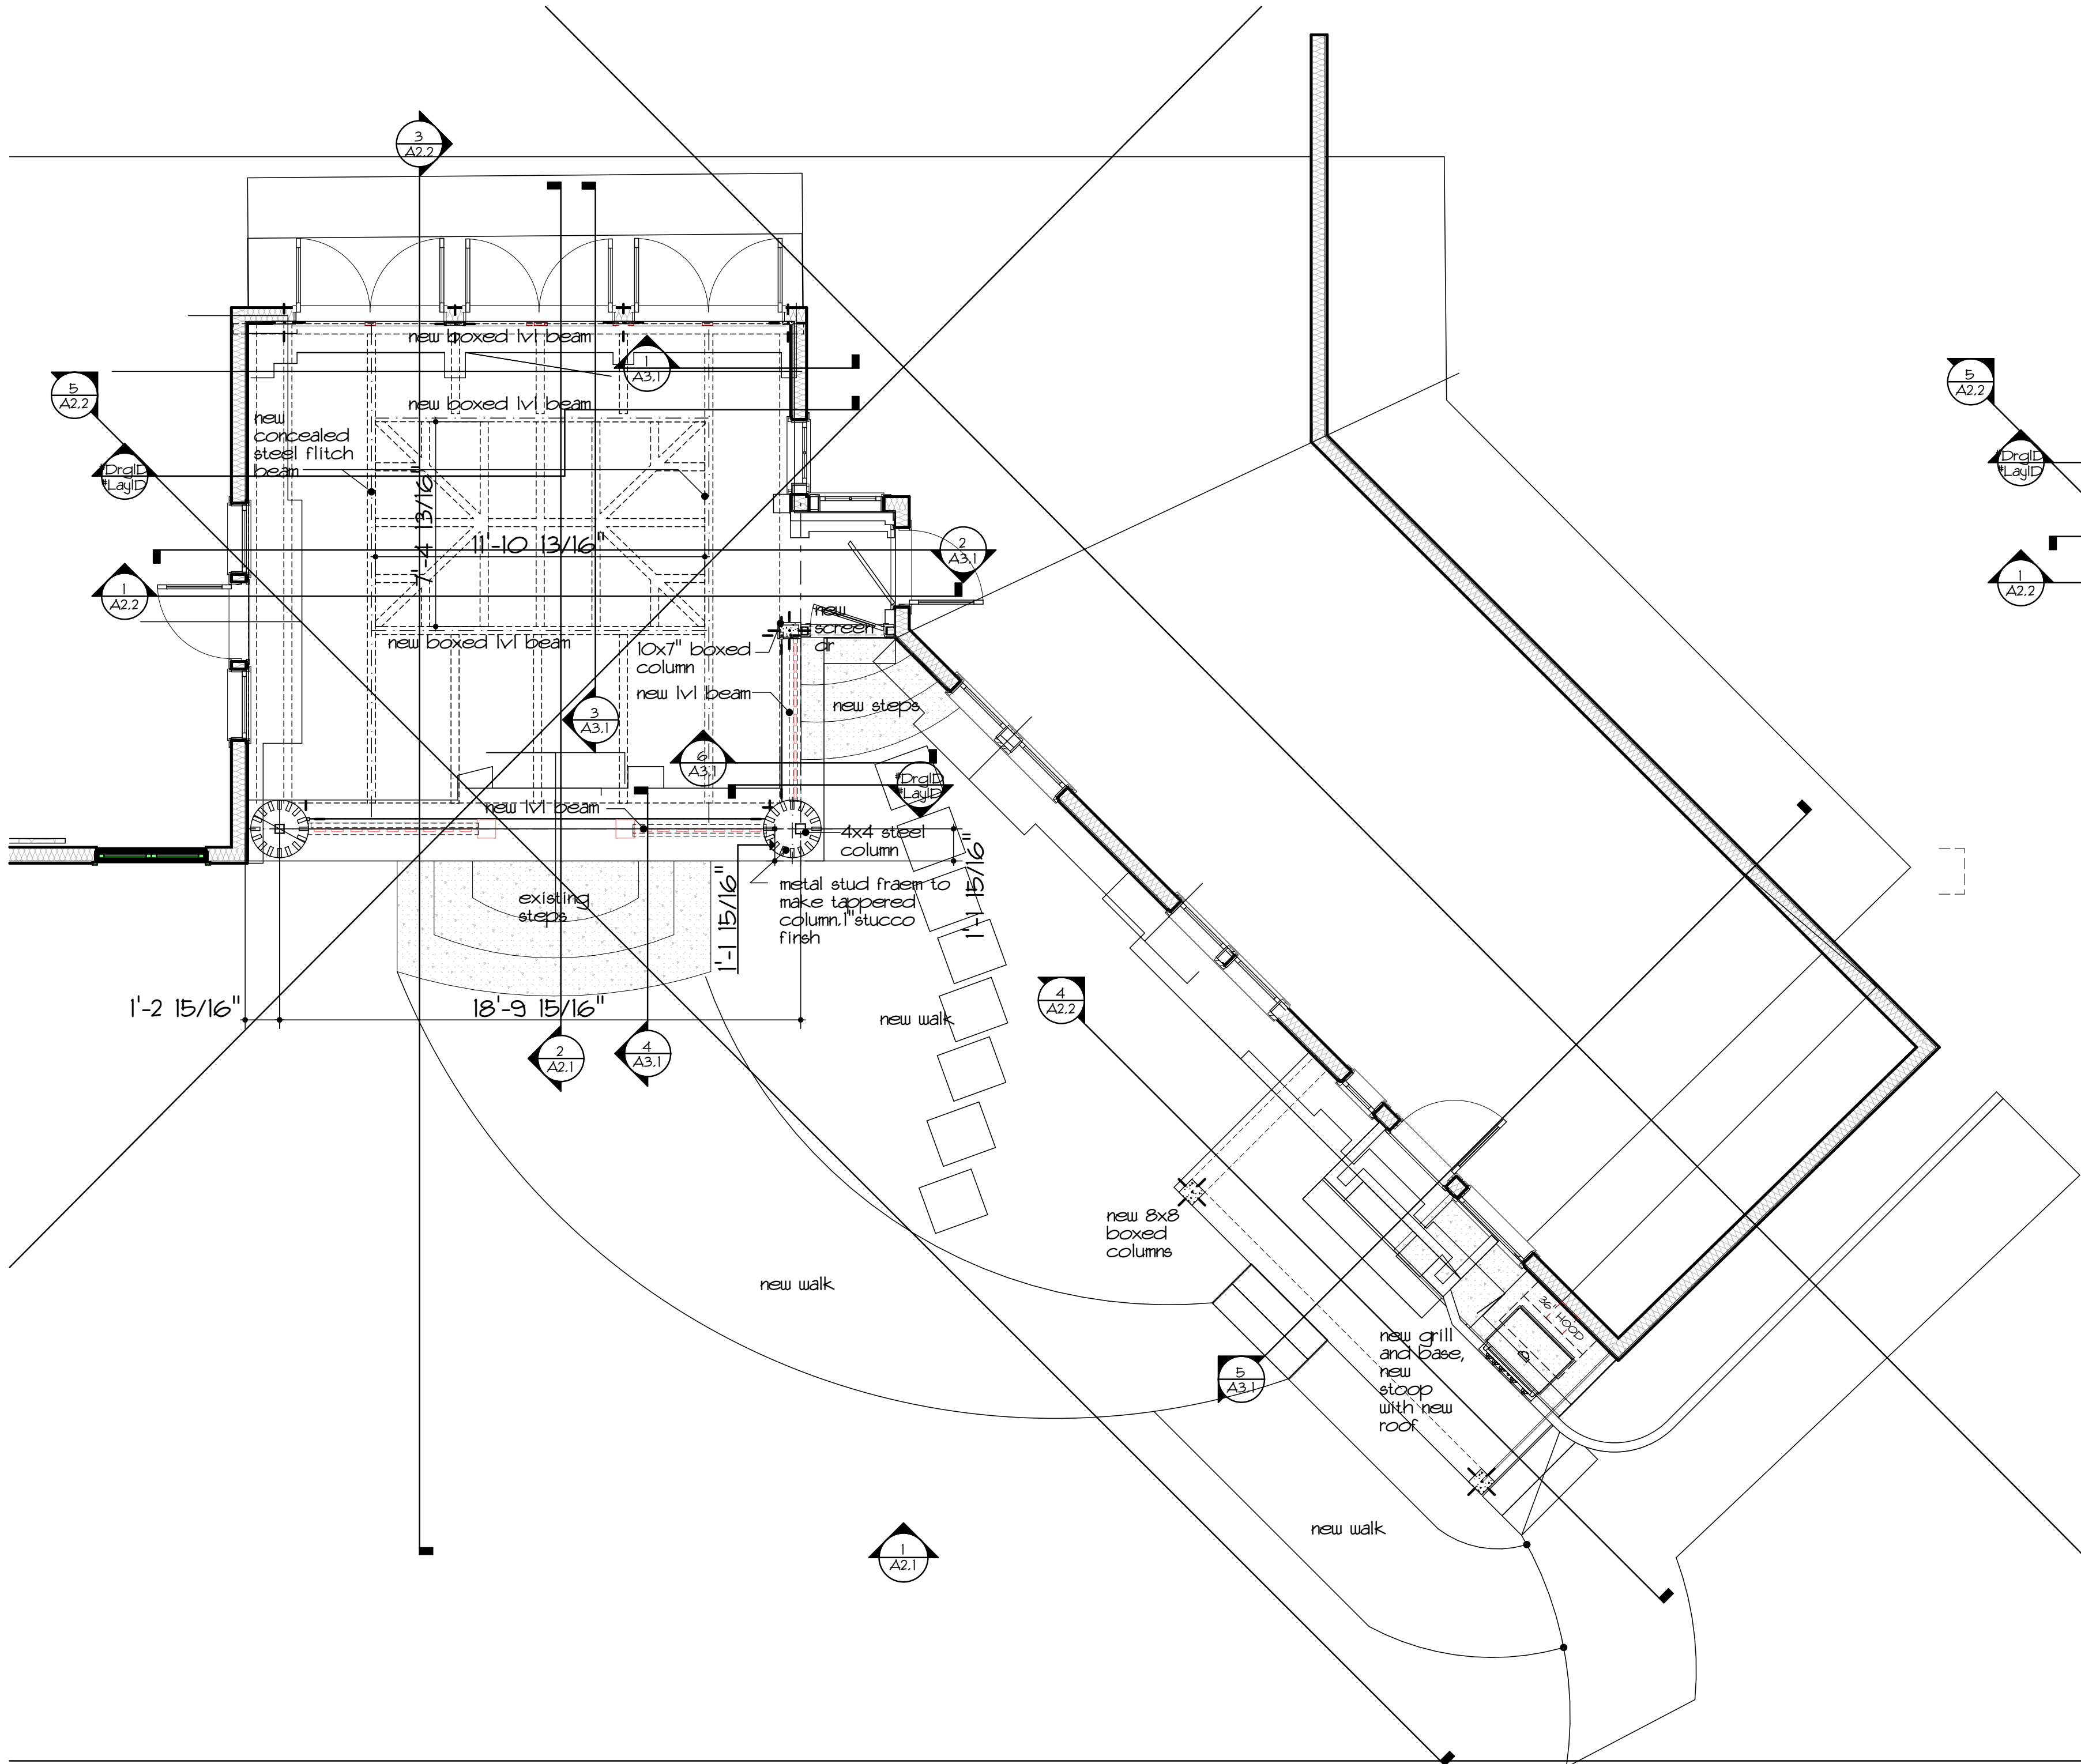 3
A2.2
new boxed lvl beam
1
A3.1
5
A2.2
5
A2.2
new boxed lvl beam
new
concealed
steel flitch
beam
#DrgID
#LayID
#DrgID
#LayID
7'-4 13/16"
11'-10 13/16"
2
A3.1
1
A2.2
1
A2.2
new
screen
dr
new boxed lvl beam
10x7" boxed
column
new lvl beam
new steps
3
A3.1
6
A3.1
#DrgID
#LayID
new lvl beam
4x4 steel
column
1'-1 15/16"
1'-1 15/16"
metal stud fraem to
make tappered
column,1" stucco
finsh
existing
steps
1'-2 15/16"
18'-9 15/16"
new walk
4
A2.2
2
A2.1
4
A3.1
new 8x8
boxed
columns
new walk
36" HOOD
new grill
and base,
new
stoop
with new
roof
5
A3.1
new walk
1
A2.1